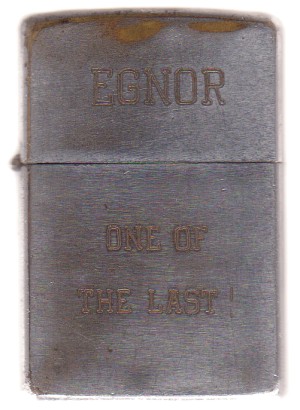 EGNOR
ONE OF
THE LAST!